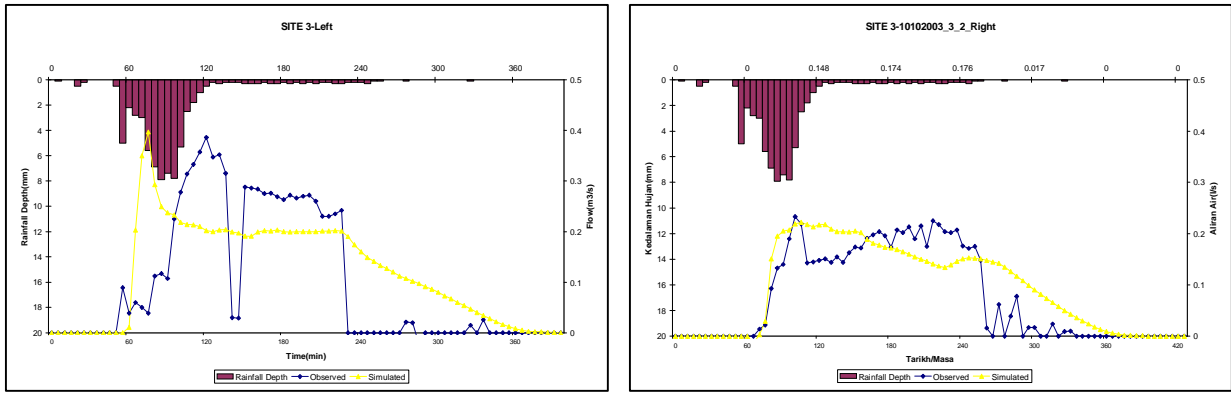 SITE 3-Left
0 60 120 180 240 300 360
0 0.5
2
4 0.4
6
8 0.3
10
12 0.2
14
16 0.1
18
20 0
Rainfall Depth(mm)
Flow(m3/s)
0 60 120 180 240 300 360
Time(min)
Rainfall Depth Observed Simulated
SITE 3-10102003_3_2_Right
0 0 0.148 0.174 0.176 0.017 0 0
0 0.5
2
4 0.4
6
8 0.3
10
12 0.2
14
16 0.1
18
20 0
Kedalaman Hujan(mm)
Aliran Air(l/s)
0 60 120 180 240 300 360 420
Tarikh/Masa
Rainfall Depth Observed Simulated